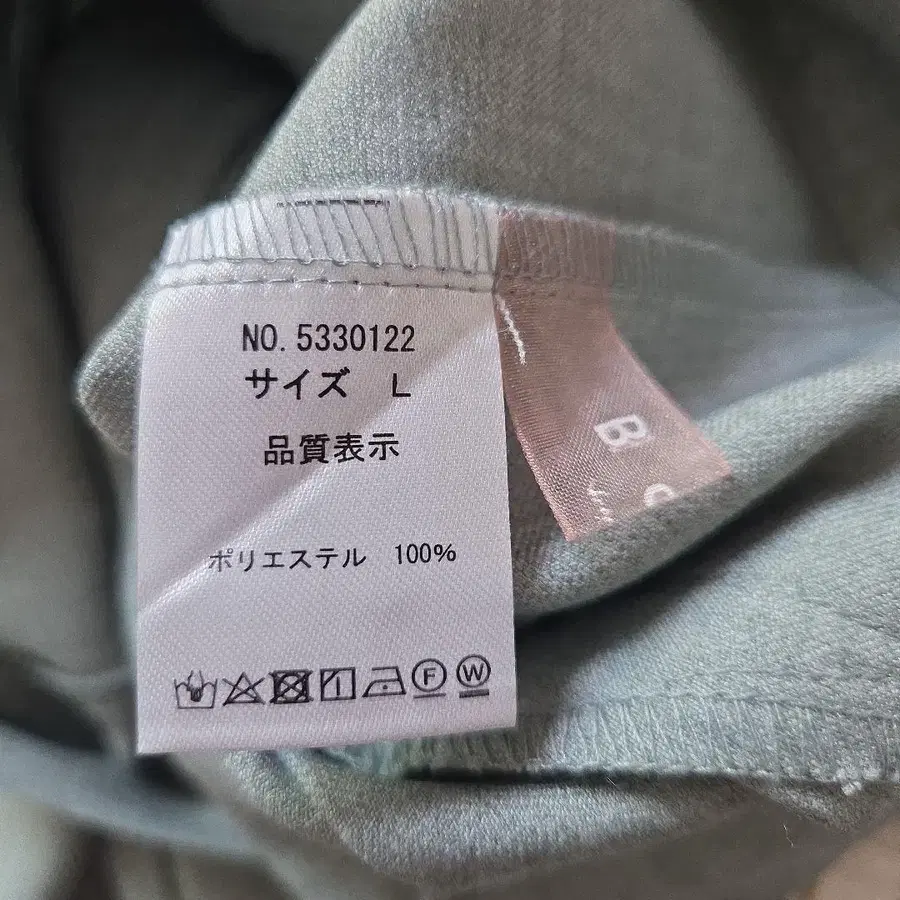 NO. 5330122
サイズ L
品質表示
ポリエステル 100%
F W
B